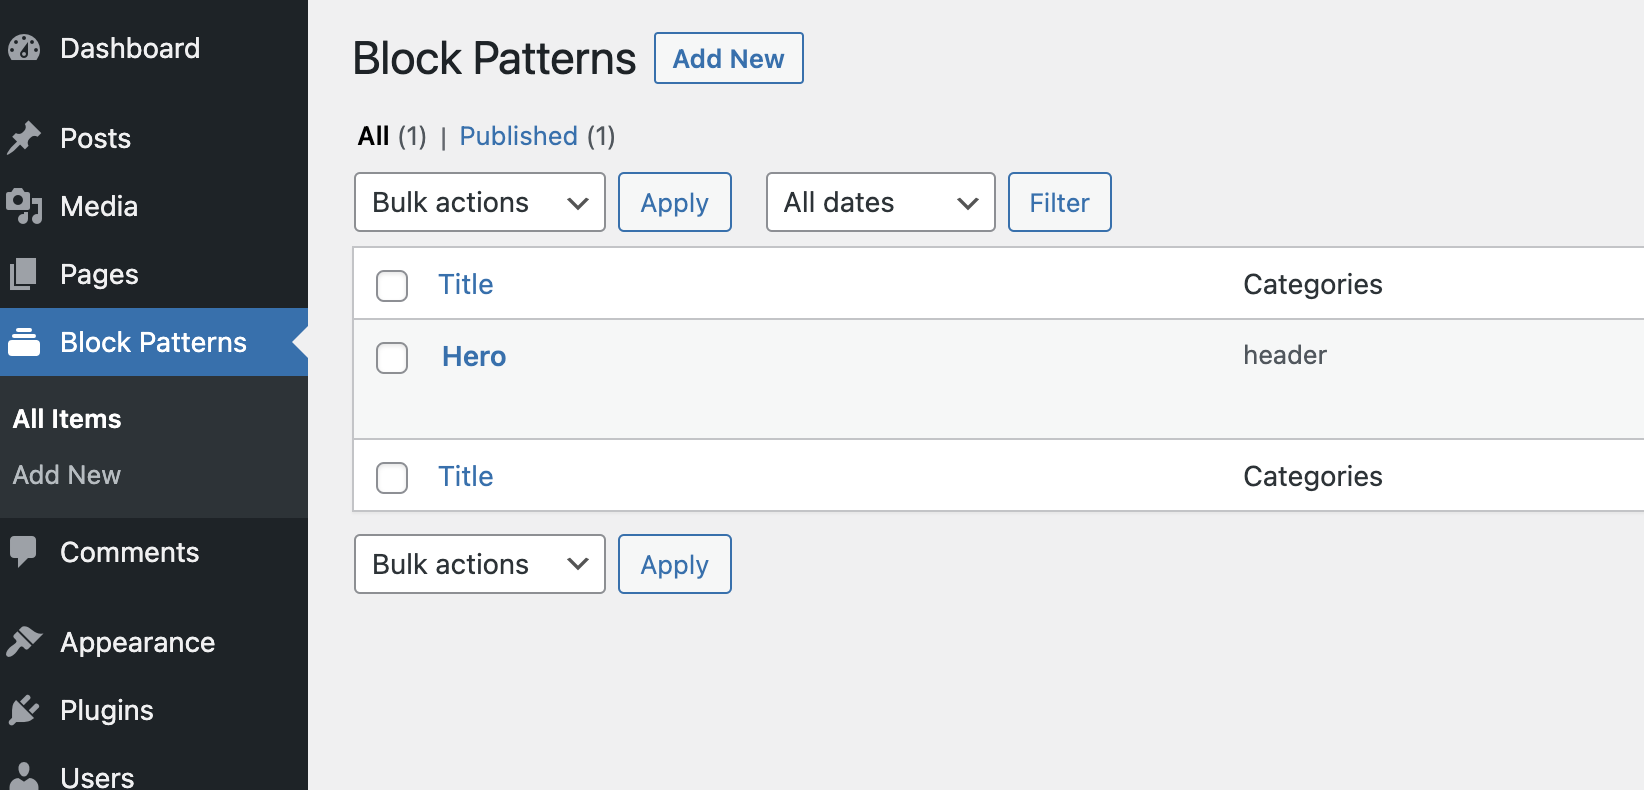 Dashboard
Posts
Media
Pages
Block Patterns
All Items
Add New
Comments
Appearance
Plugins
Users
Block Patterns Add New
All (1) | Published (1)
Bulk actions Apply All dates Filter
Title Categories
Hero header
Title Categories
Bulk actions Apply